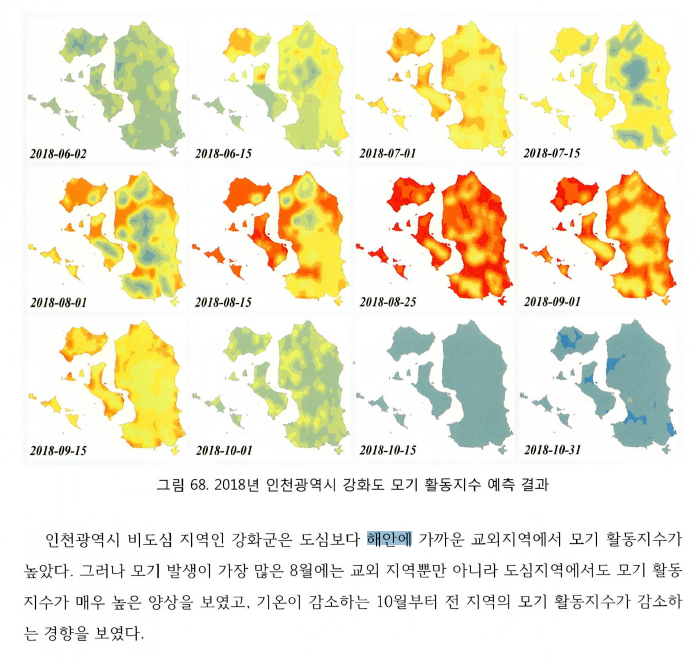 2018-06-02
2018-06-15
2018-07-01
2018-07-15
2018-08-01
2018-08-15
2018-08-25
2018-09-01
2018-09-15
2018-10-01
2018-10-15
2018-10-31
그림 68. 2018년 인천광역시 강화도 모기 활동지수 예측 결과
인천광역시 비도심 지역인 강화군은 도심보다 해안에 가까운 교외지역에서 모기 활동지수가
높았다. 그러나 모기 발생이 가장 많은 8월에는 교외 지역뿐만 아니라 도심지역에서도 모기 활동
지수가 매우 높은 양상을 보였고, 기온이 감소하는 10월부터 전 지역의 모기 활동지수가 감소하
는 경향을 보였다.